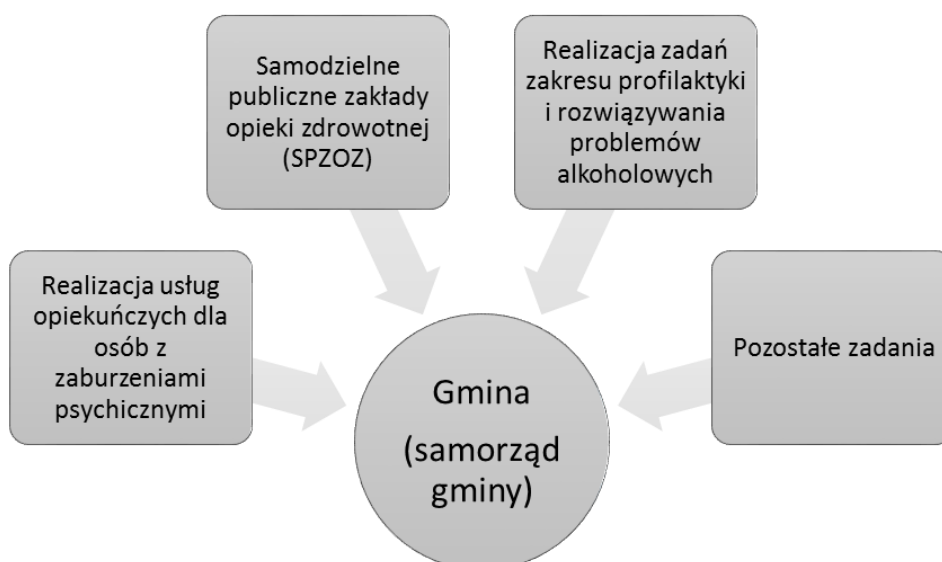 Samodzielne
publiczne zakłady
opieki zdrowotnej
(SPZOZ)
Realizacja zadań
zakresu profilaktyki
i rozwiązywania
problemów
alkoholowych
Realizacja usług
opiekuńczych dla
osób z
zaburzeniami
psychicznymi
Pozostałe zadania
Gmina
(samorząd
gminy)